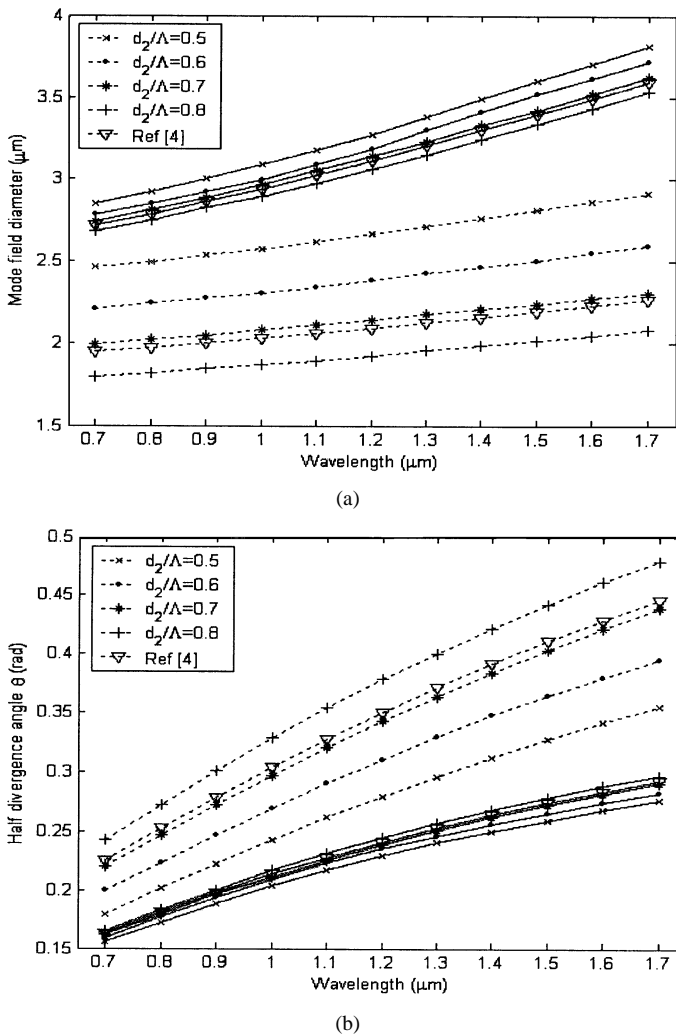 4
3.5
3
2.5
2
1.5
Mode field diameter (μm)
d2/Λ=0.5
d2/Λ=0.6
d2/Λ=0.7
d2/Λ=0.8
Ref [4]
0.7 0.8 0.9 1 1.1 1.2 1.3 1.4 1.5 1.6 1.7
Wavelength (μm)
(a)
0.5
0.45
0.4
0.35
0.3
0.25
0.2
0.15
Half divergence angle θ (rad)
d2/Λ=0.5
d2/Λ=0.6
d2/Λ=0.7
d2/Λ=0.8
Ref [4]
0.7 0.8 0.9 1.0 1.1 1.2 1.3 1.4 1.5 1.6 1.7
Wavelength (μm)
(b)